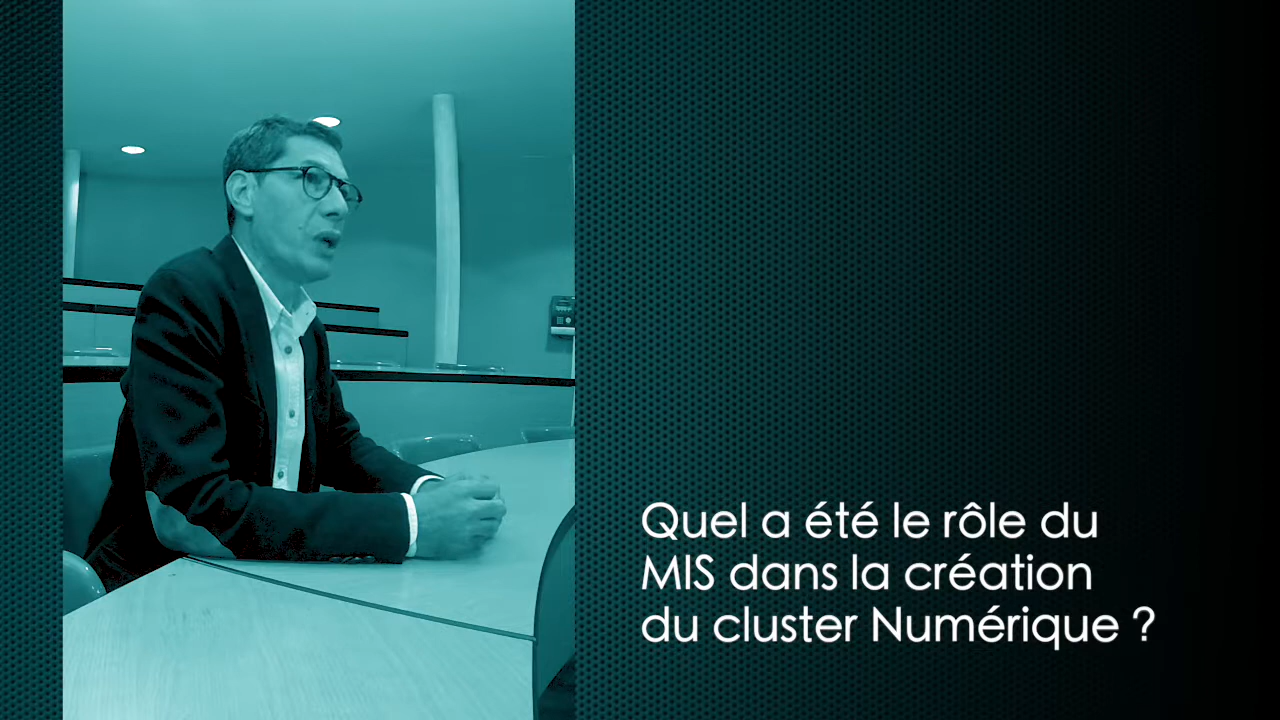 Quel a été le rôle du
MIS dans la création
du cluster Numérique ?